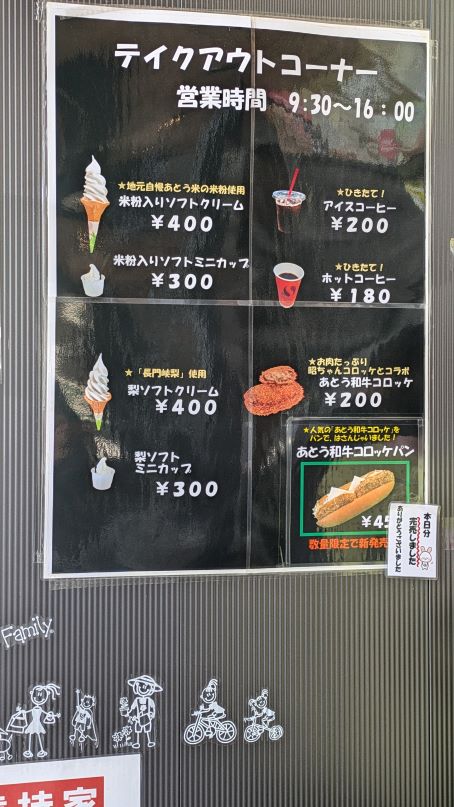 テイクアウトコーナー
営業時間 9:30～16：00
★地元自慢あとう米の米粉使用
米粉入りソフトクリーム
￥400
米粉入りソフトミニカップ
￥300
★ひきたて！
アイスコーヒー
￥200
★ひきたて！
ホットコーヒー
￥180
★「長門峡梨」使用
梨ソフトクリーム
￥400
梨ソフト
ミニカップ
￥300
★お肉たっぷり
昭ちゃんコロッケとコラボ
あとう和牛コロッケ
￥200
★人気の「あとう和牛コロッケ」を
パンで、はさんじゃいました！
あとう和牛コロッケパン
￥45
数量限定で新発売
本日分
完売しました
ありがとうございました
Family